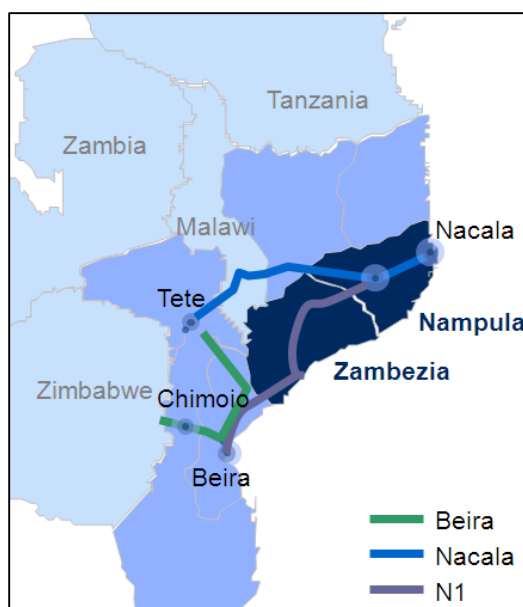 Tanzania
Zambia
Malawi
Nacala
Tete
Nampula
Zambezia
Zimbabwe
Chimoio
Beira
Beira
Nacala
N1